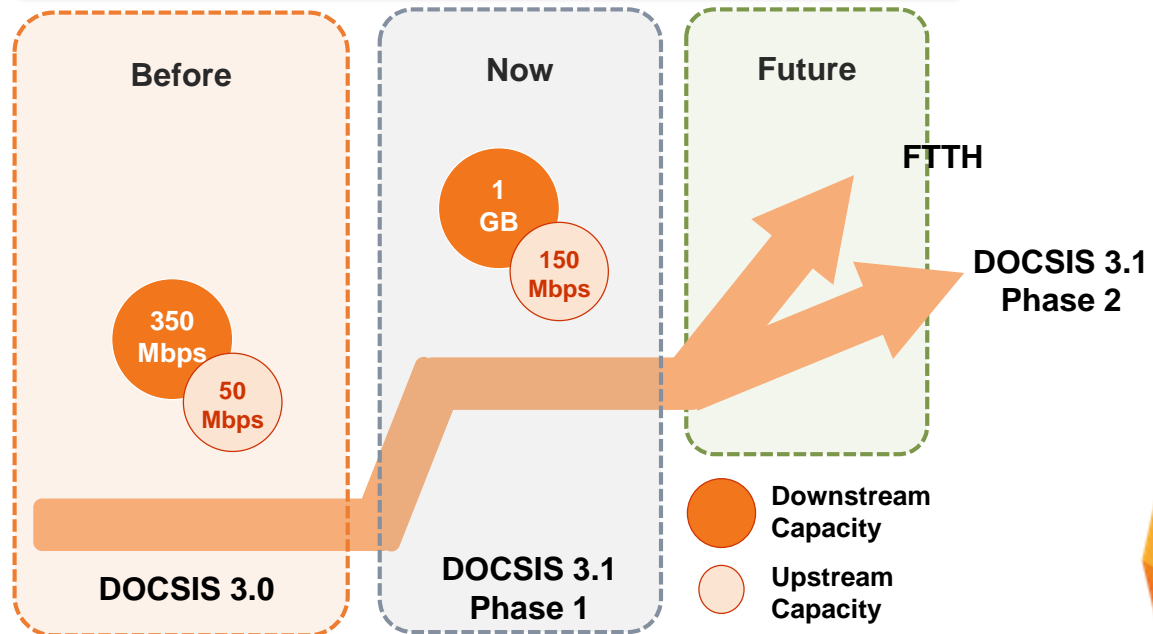 Before
350
Mbps
50
Mbps
DOCSIS 3.0
Now
1
GB
150
Mbps
DOCSIS 3.1
Phase 1
Future
FTTH
DOCSIS 3.1
Phase 2
Downstream
Capacity
Upstream
Capacity